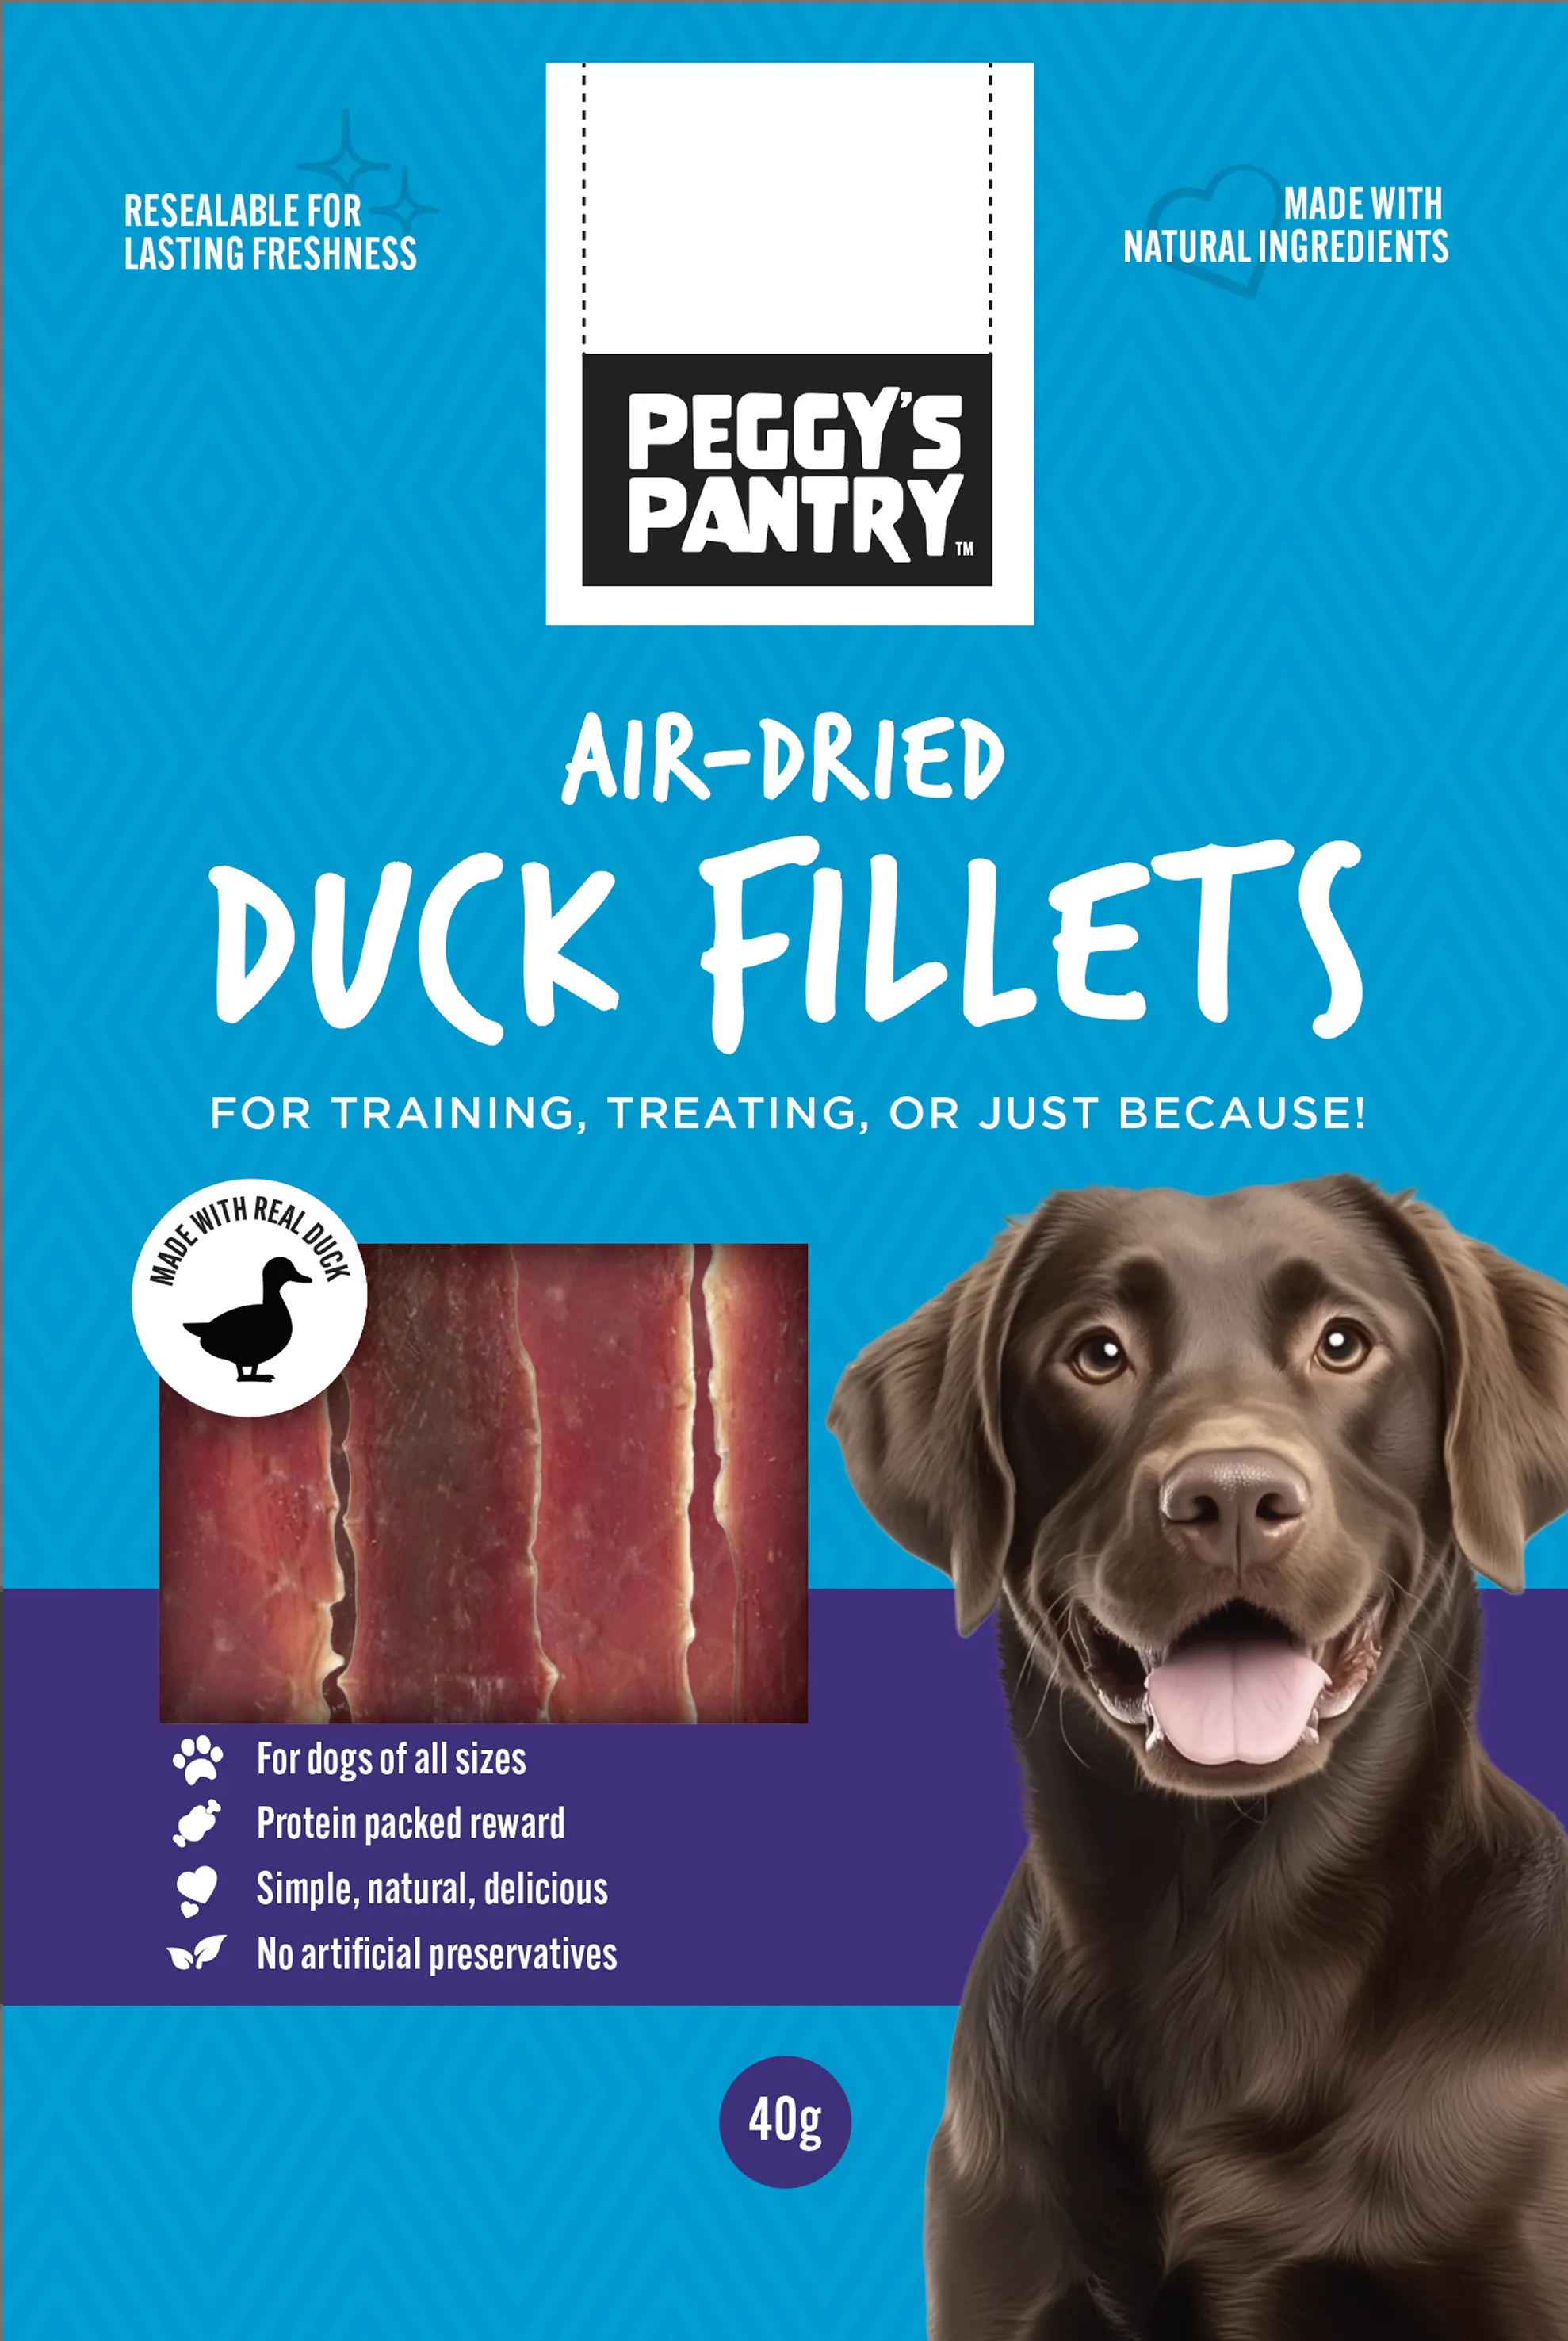 RESEALABLE FOR
LASTING FRESHNESS
MADE WITH
NATURAL INGREDIENTS
PEGGY'S
PANTRY™
AIR-DRIED
DUCK FILLETS
FOR TRAINING, TREATING, OR JUST BECAUSE!
MADE WITH REAL DUCK
For dogs of all sizes
Protein packed reward
Simple, natural, delicious
No artificial preservatives
40g